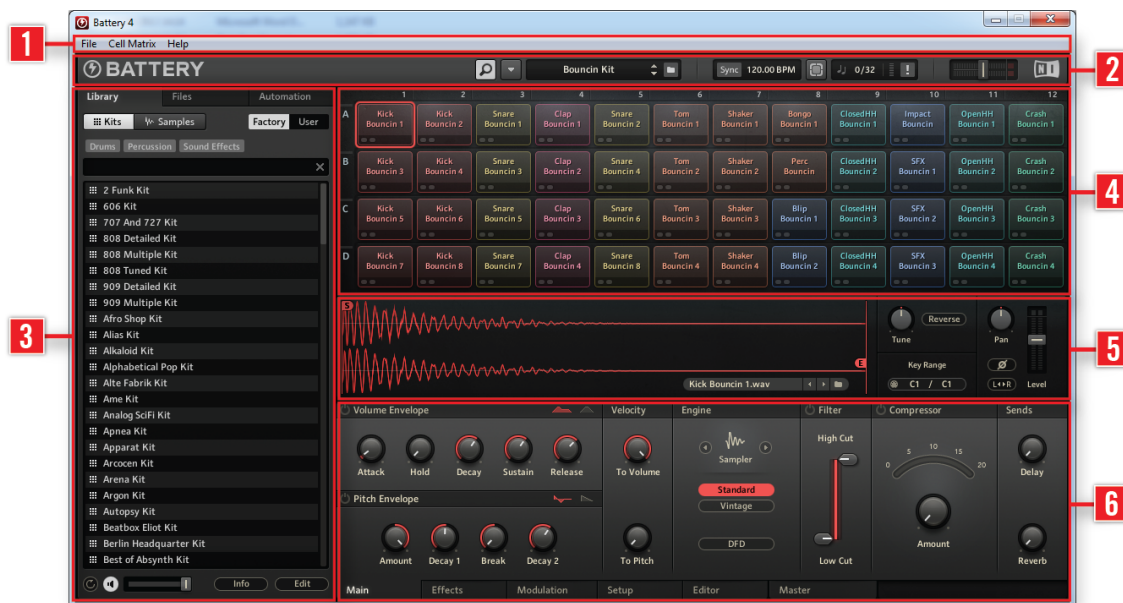 Battery 4
1
File Cell Matrix Help
BATTERY
Bouncin Kit
Sync 120.00 BPM
0/32
!
NI
2
3
Library Files Automation
Kits Samples Factory User
Drums Percussion Sound Effects
2 Funk Kit
606 Kit
707 And 727 Kit
808 Detailed Kit
808 Multiple Kit
808 Tuned Kit
909 Detailed Kit
909 Multiple Kit
Afro Shop Kit
Alias Kit
Alkaloid Kit
Alphabetical Pop Kit
Alte Fabrik Kit
Ame Kit
Analog SciFi Kit
Apnea Kit
Apparat Kit
Arcocen Kit
Arena Kit
Argon Kit
Autopsy Kit
Beatbox Eliot Kit
Berlin Headquarter Kit
Best of Absynth Kit
Info Edit
1 2 3 4 5 6 7 8 9 10 11 12
A
Kick Kick Snare Clap Snare Tom Shaker Bongo ClosedHH Impact OpenHH Crash
Bouncin 1 Bouncin 2 Bouncin 1 Bouncin 1 Bouncin 2 Bouncin 1 Bouncin 1 Bouncin 1 Bouncin 1 Bouncin Bouncin 1 Bouncin 1
B
Kick Kick Snare Clap Snare Tom Shaker Perc ClosedHH SFX OpenHH Crash
Bouncin 3 Bouncin 4 Bouncin 3 Bouncin 2 Bouncin 4 Bouncin 2 Bouncin 2 Bouncin Bouncin 2 Bouncin 1 Bouncin 2 Bouncin 2
4
C
Kick Kick Snare Clap Snare Tom Shaker Blip ClosedHH SFX OpenHH Crash
Bouncin 5 Bouncin 6 Bouncin 5 Bouncin 3 Bouncin 6 Bouncin 3 Bouncin 3 Bouncin 1 Bouncin 3 Bouncin 2 Bouncin 3 Bouncin 3
D
Kick Kick Snare Clap Snare Tom Shaker Blip ClosedHH SFX OpenHH Crash
Bouncin 7 Bouncin 8 Bouncin 7 Bouncin 4 Bouncin 8 Bouncin 4 Bouncin 4 Bouncin 2 Bouncin 4 Bouncin 3 Bouncin 4 Bouncin 4
S
E
Kick Bouncin 1.wav
Reverse
Tune Pan
Key Range
C1 / C1
L R Level
5
Volume Envelope
Attack Hold Decay Sustain Release
Pitch Envelope
Amount Decay 1 Break Decay 2
Velocity
To Volume
To Pitch
Engine
Sampler
Standard
Vintage
DFD
Filter
High Cut
Low Cut
Compressor
0 5 10 15 20
Amount
Sends
Delay
Reverb
6
Main Effects Modulation Setup Editor Master